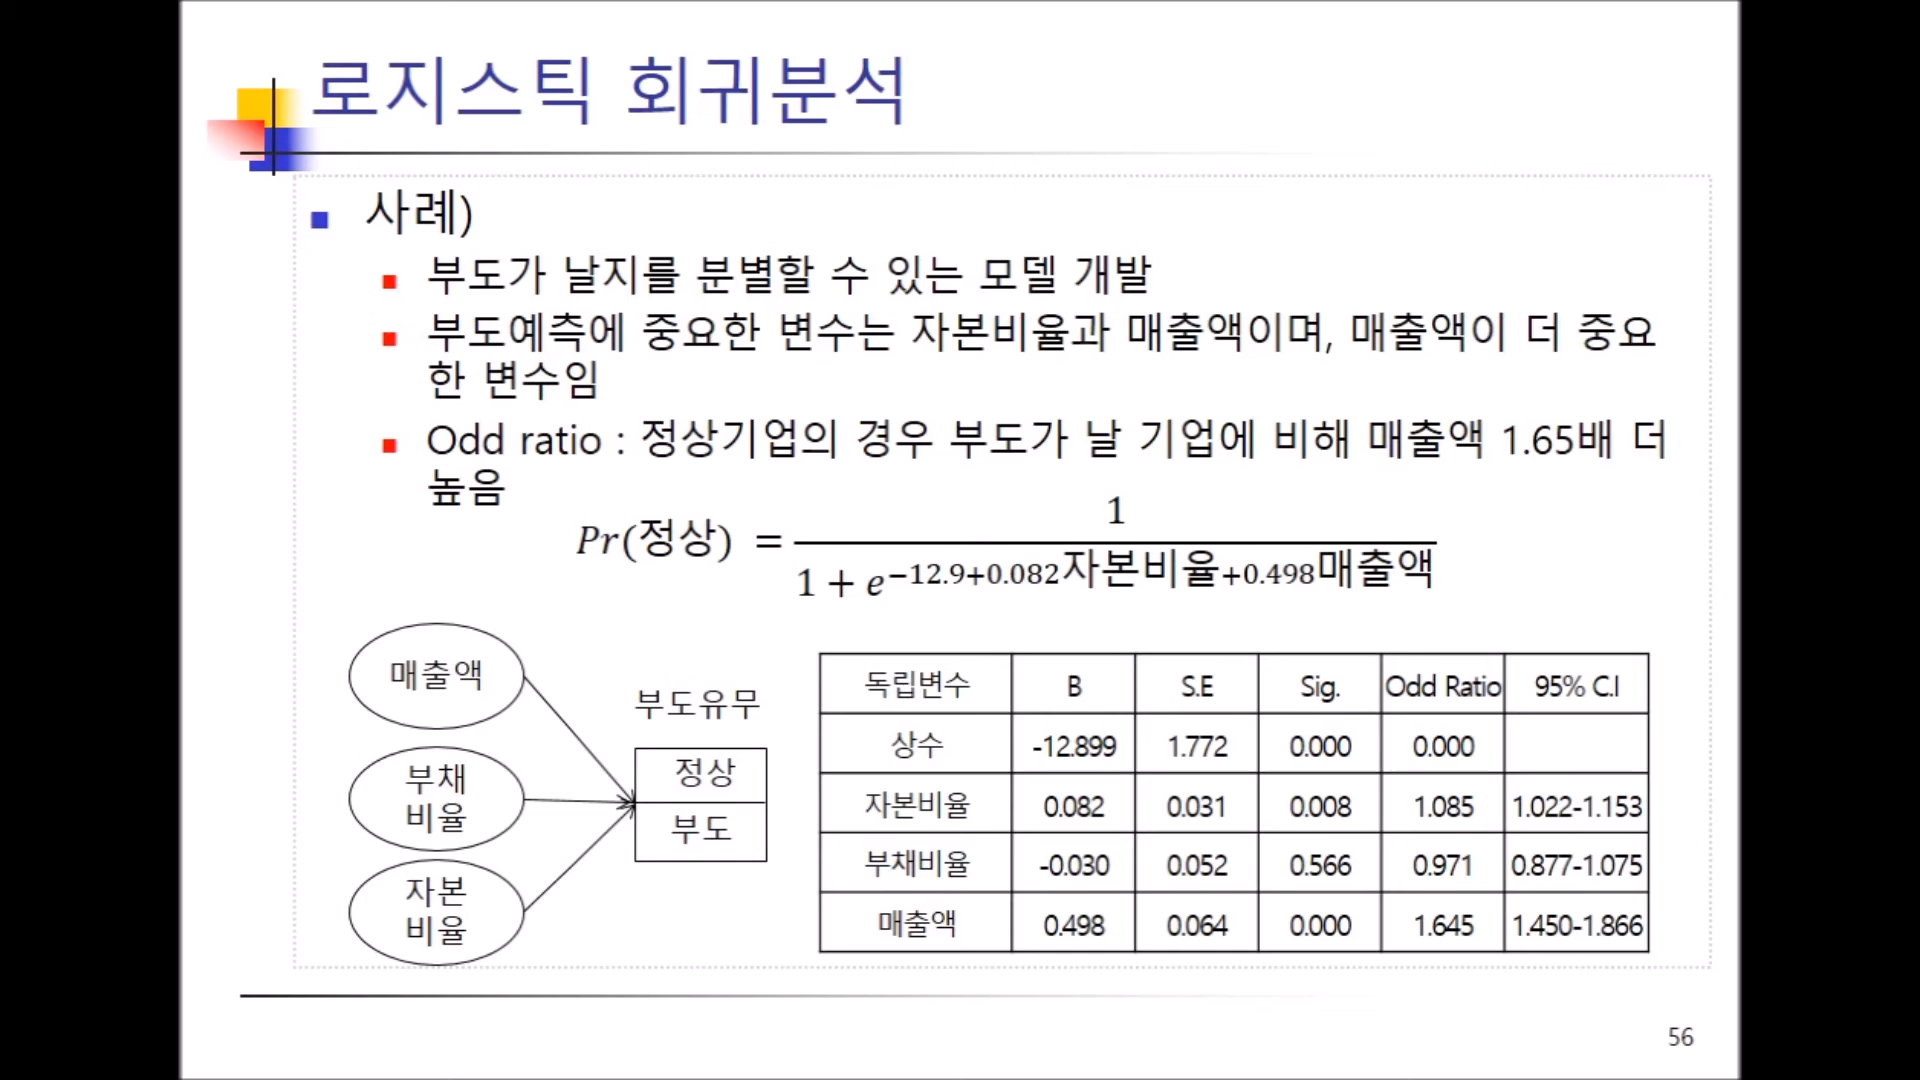 로지스틱 회귀분석
사례)
부도가 날지를 분별할 수 있는 모델 개발
부도예측에 중요한 변수는 자본비율과 매출액이며, 매출액이 더 중요
한 변수임
Odd ratio : 정상기업의 경우 부도가 날 기업에 비해 매출액 1.65배 더
높음
Pr(정상) = 1 / 1 + e^−12.9+0.082자본비율+0.498매출액
매출액
부채
비율
자본
비율
부도유무
정상
부도
독립변수 B S.E Sig. Odd Ratio 95% C.I
상수 -12.899 1.772 0.000 0.000
자본비율 0.082 0.031 0.008 1.085 1.022-1.153
부채비율 -0.030 0.052 0.566 0.971 0.877-1.075
매출액 0.498 0.064 0.000 1.645 1.450-1.866
56